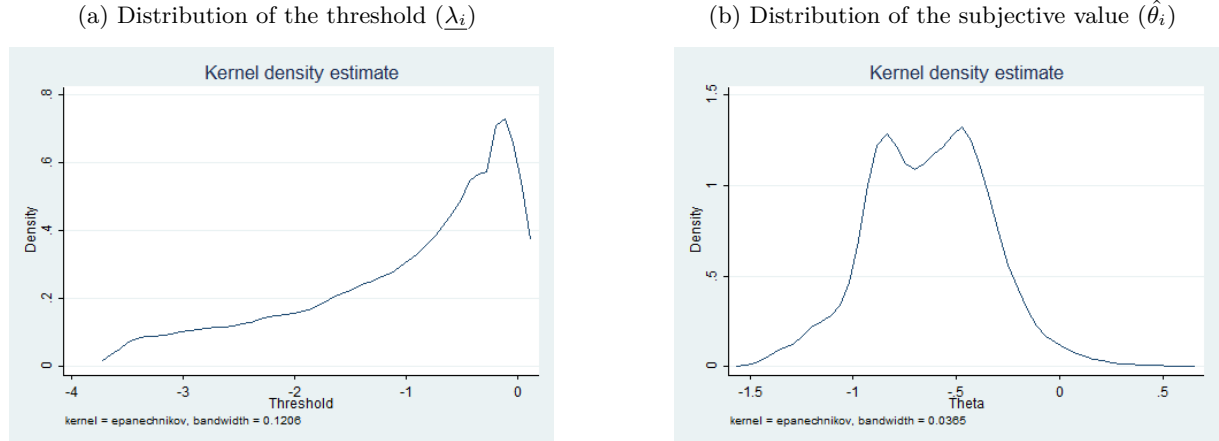 (a) Distribution of the threshold (λᵢ)
Kernel density estimate
.8
.6
.4
.2
0
Density
-4
-3
-2
-1
0
Threshold
kernel = epanechnikov, bandwidth = 0.1206
(b) Distribution of the subjective value (θ̂ᵢ)
Kernel density estimate
1.5
1
.5
0
Density
-1.5
-1
-.5
0
.5
Theta
kernel = epanechnikov, bandwidth = 0.0365